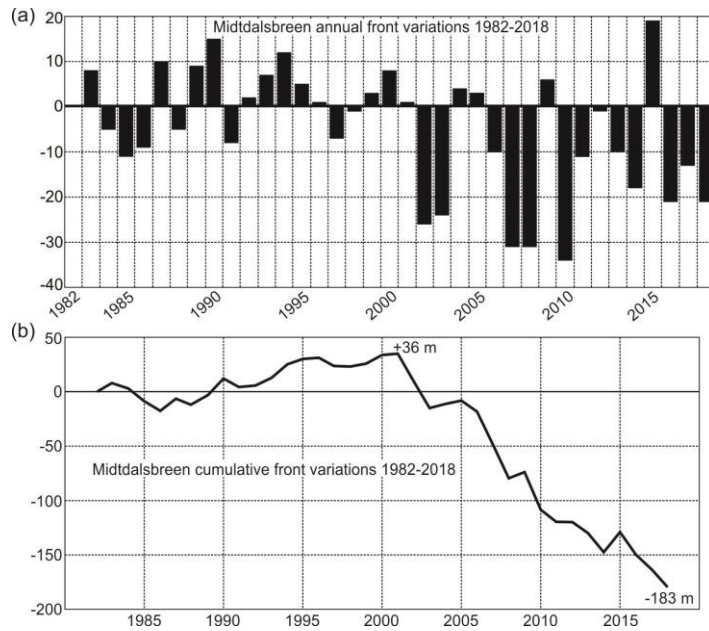 (a)
Midtdalsbreen annual front variations 1982-2018
20
10
0
-10
-20
-30
-40
1982 1985 1990 1995 2000 2005 2010 2015
(b)
50
+36 m
0
-50
Midtdalsbreen cumulative front variations 1982-2018
-100
-150
-183 m
-200
1985 1990 1995 2000 2005 2010 2015